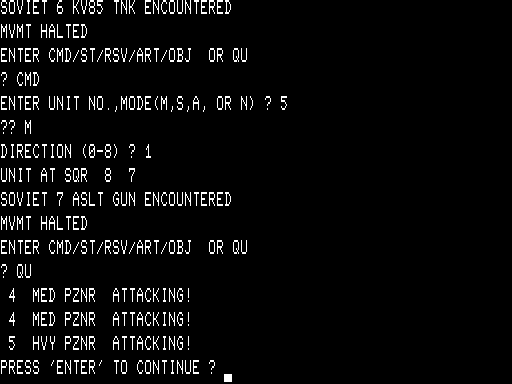 SOVIET 6 KV85 TNK ENCOUNTERED
MVMT HALTED
ENTER CMD/ST/RSV/ART/OBJ  OR QU
? CMD
ENTER UNIT NO.,MODE(M,S,A, OR N) ? 5
?? M
DIRECTION (0-8) ? 1
UNIT AT SQR  8  7
SOVIET 7 ASLT GUN ENCOUNTERED
MVMT HALTED
ENTER CMD/ST/RSV/ART/OBJ  OR QU
? QU
 4  MED PZNR  ATTACKING!
 4  MED PZNR  ATTACKING!
 5  HVY PZNR  ATTACKING!
PRESS 'ENTER' TO CONTINUE ?